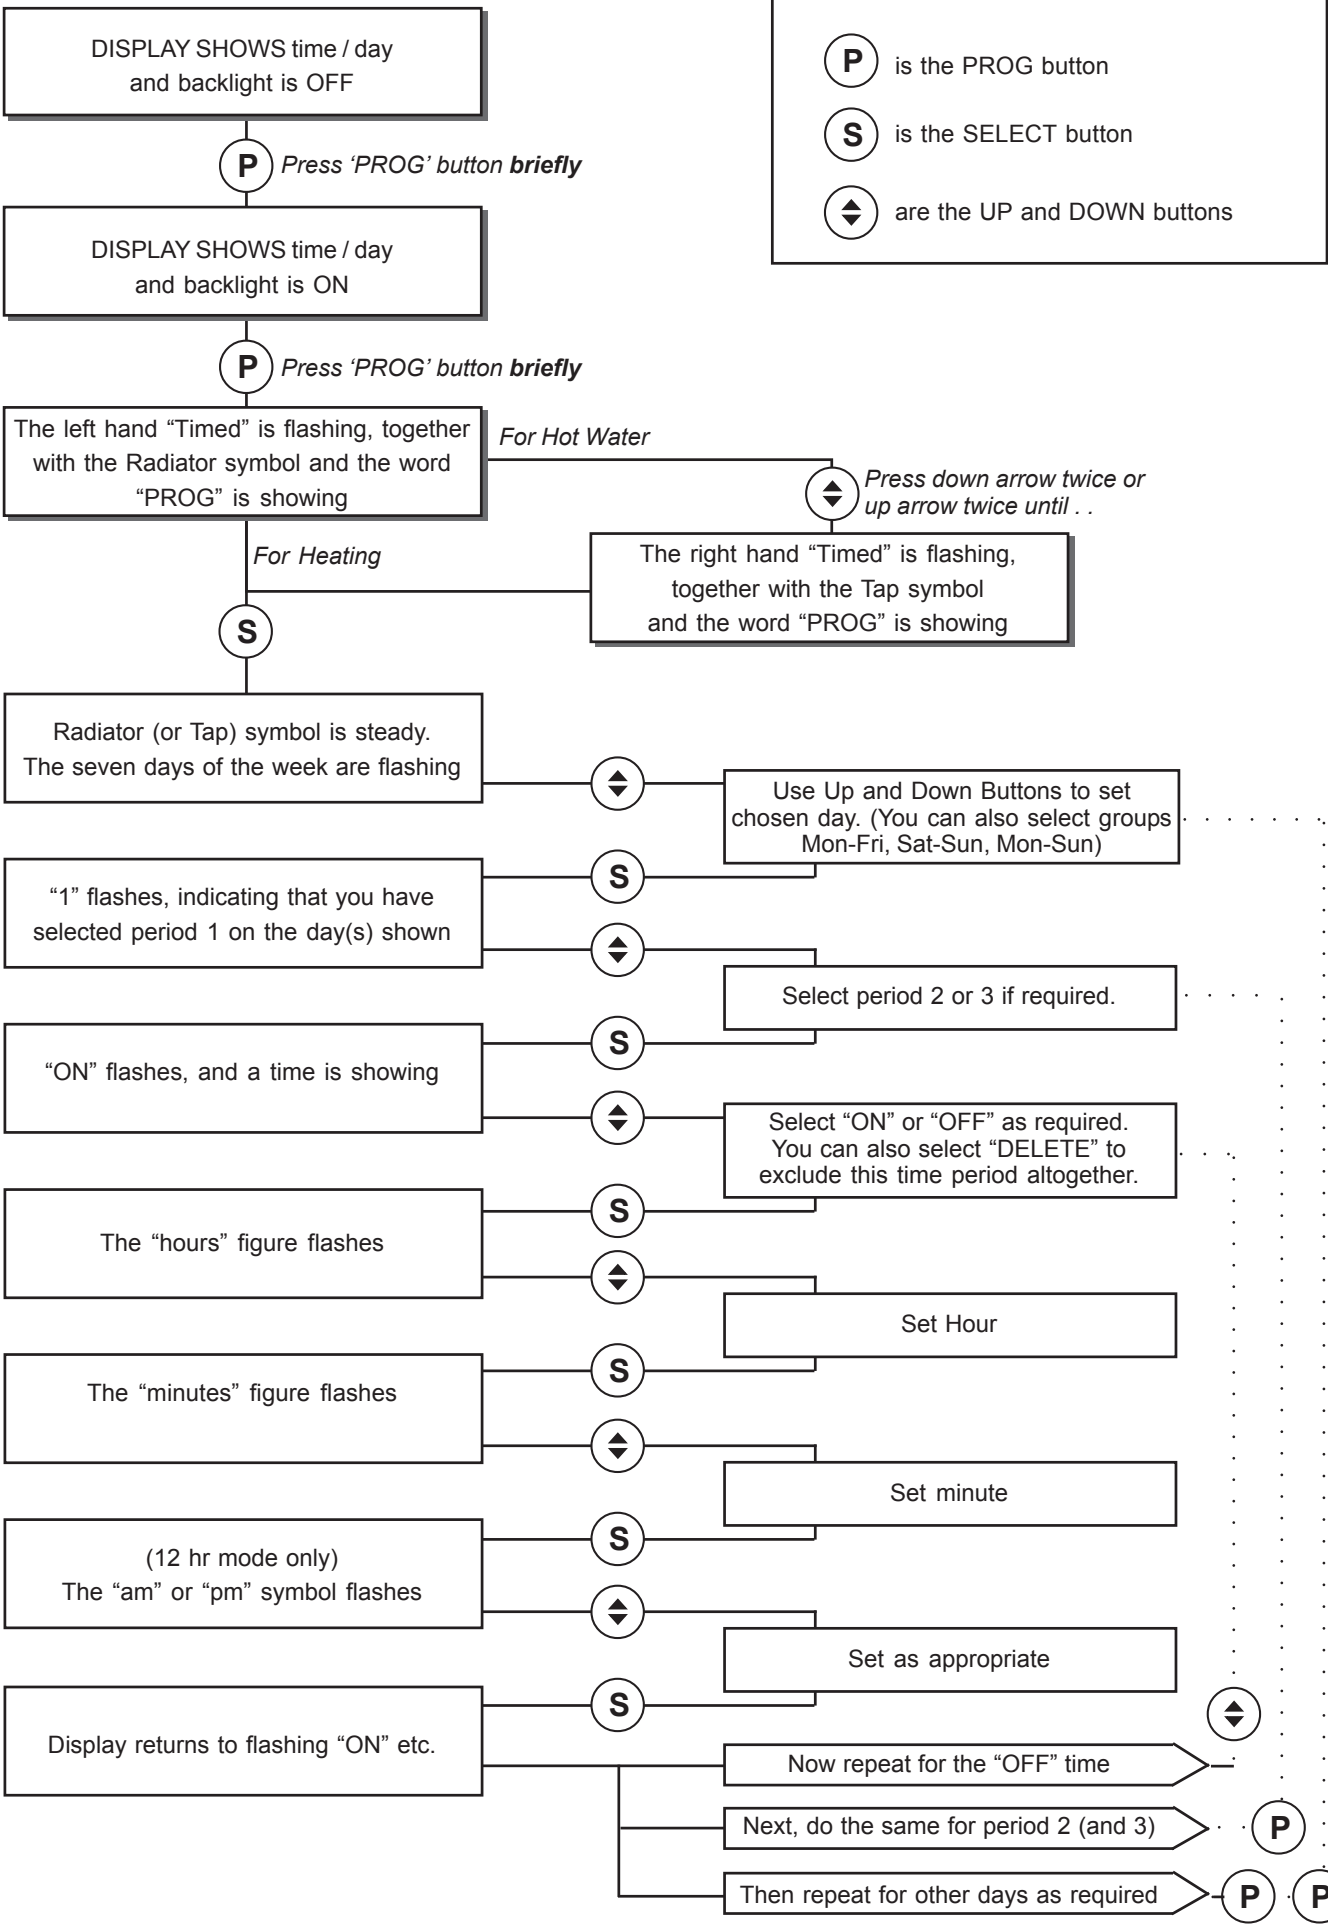 DISPLAY SHOWS time / day
and backlight is OFF
P
is the PROG button
S
is the SELECT button
are the UP and DOWN buttons
P
Press ‘PROG’ button briefly
DISPLAY SHOWS time / day
and backlight is ON
P
Press ‘PROG’ button briefly
The left hand “Timed” is flashing, together
with the Radiator symbol and the word
“PROG” is showing
For Hot Water
Press down arrow twice or
up arrow twice until . .
For Heating
The right hand “Timed” is flashing,
together with the Tap symbol
and the word “PROG” is showing
S
Radiator (or Tap) symbol is steady.
The seven days of the week are flashing
Use Up and Down Buttons to set
chosen day. (You can also select groups
Mon-Fri, Sat-Sun, Mon-Sun)
S
“1” flashes, indicating that you have
selected period 1 on the day(s) shown
Select period 2 or 3 if required.
S
“ON” flashes, and a time is showing
Select “ON” or “OFF” as required.
You can also select “DELETE” to
exclude this time period altogether.
S
The “hours” figure flashes
Set Hour
S
The “minutes” figure flashes
Set minute
S
(12 hr mode only)
The “am” or “pm” symbol flashes
Set as appropriate
S
Display returns to flashing “ON” etc.
Now repeat for the “OFF” time
Next, do the same for period 2 (and 3)
P
Then repeat for other days as required
P
P